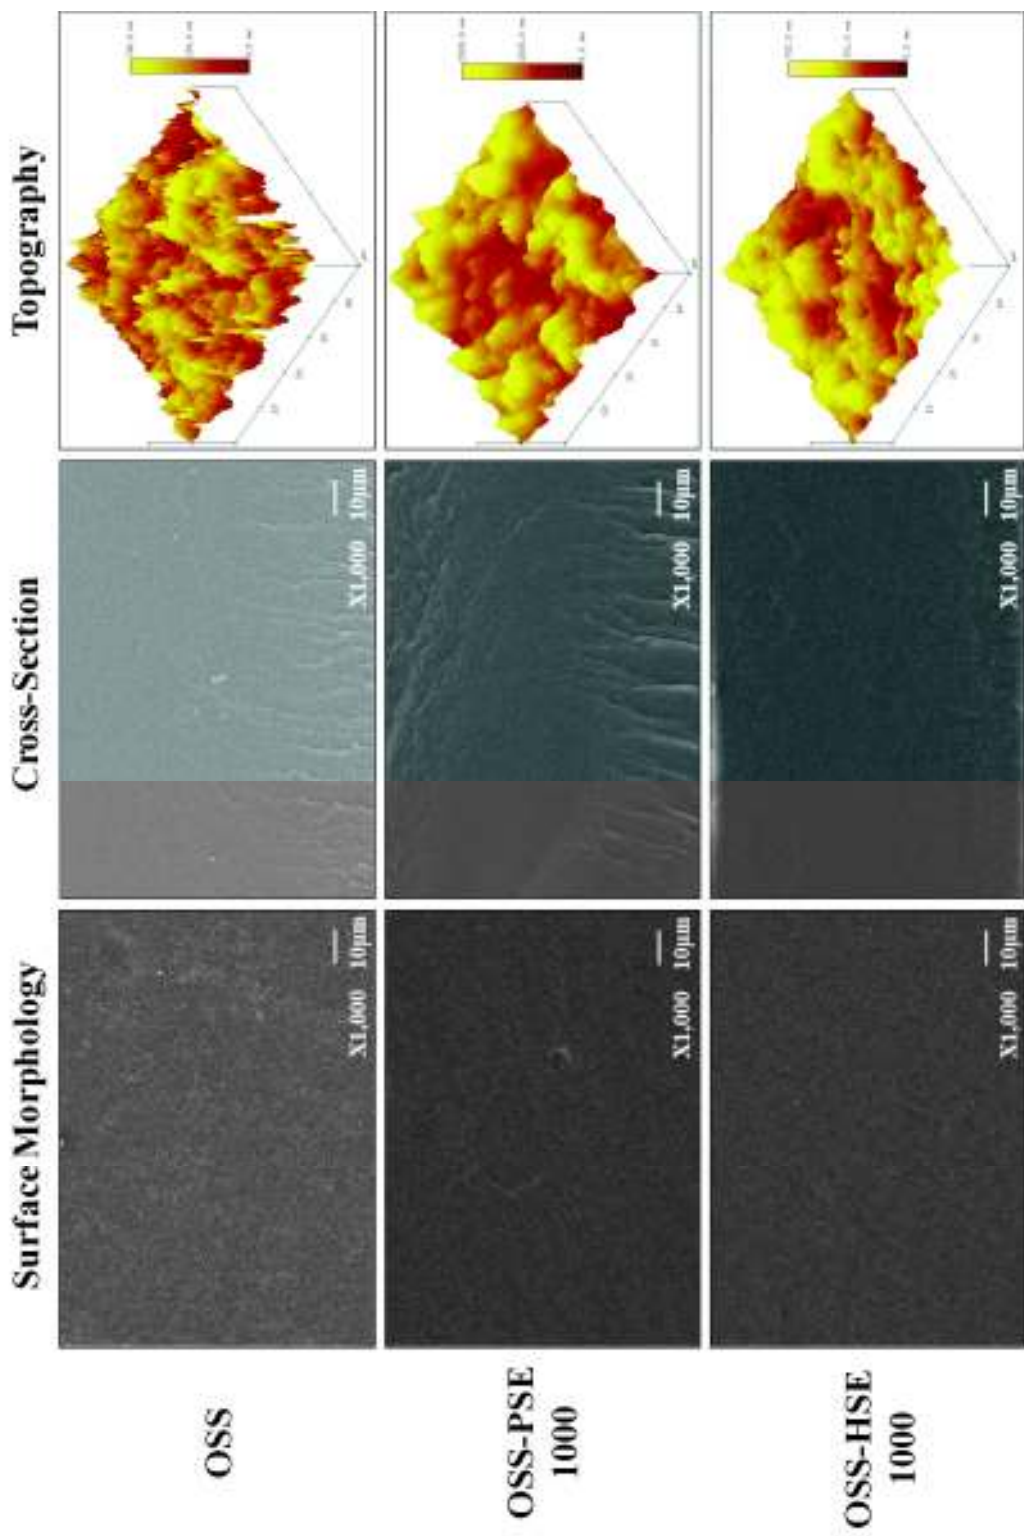 Surface Morphology
Cross-Section
Topography
OSS
X1,000 10µm
X1,000 10µm
OSS-PSE
1000
X1,000 10µm
X1,000 10µm
OSS-HSE
1000
X1,000 10µm
X1,000 10µm